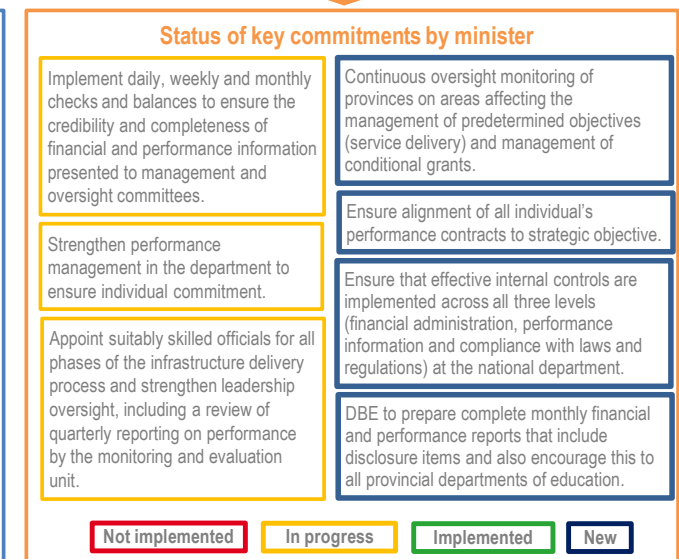 Status of key commitments by minister
Implement daily, weekly and monthly
checks and balances to ensure the
credibility and completeness of
financial and performance information
presented to management and
oversight committees.
Strengthen performance
management in the department to
ensure individual commitment.
Appoint suitably skilled officials for all
phases of the infrastructure delivery
process and strengthen leadership
oversight, including a review of
quarterly reporting on performance
by the monitoring and evaluation
unit.
Continuous oversight monitoring of
provinces on areas affecting the
management of predetermined objectives
(service delivery) and management of
conditional grants.
Ensure alignment of all individual's
performance contracts to strategic objective.
Ensure that effective internal controls are
implemented across all three levels
(financial administration, performance
information and compliance with laws and
regulations) at the national department.
DBE to prepare complete monthly financial
and performance reports that include
disclosure items and also encourage this to
all provincial departments of education.
Not implemented
In progress
Implemented
New